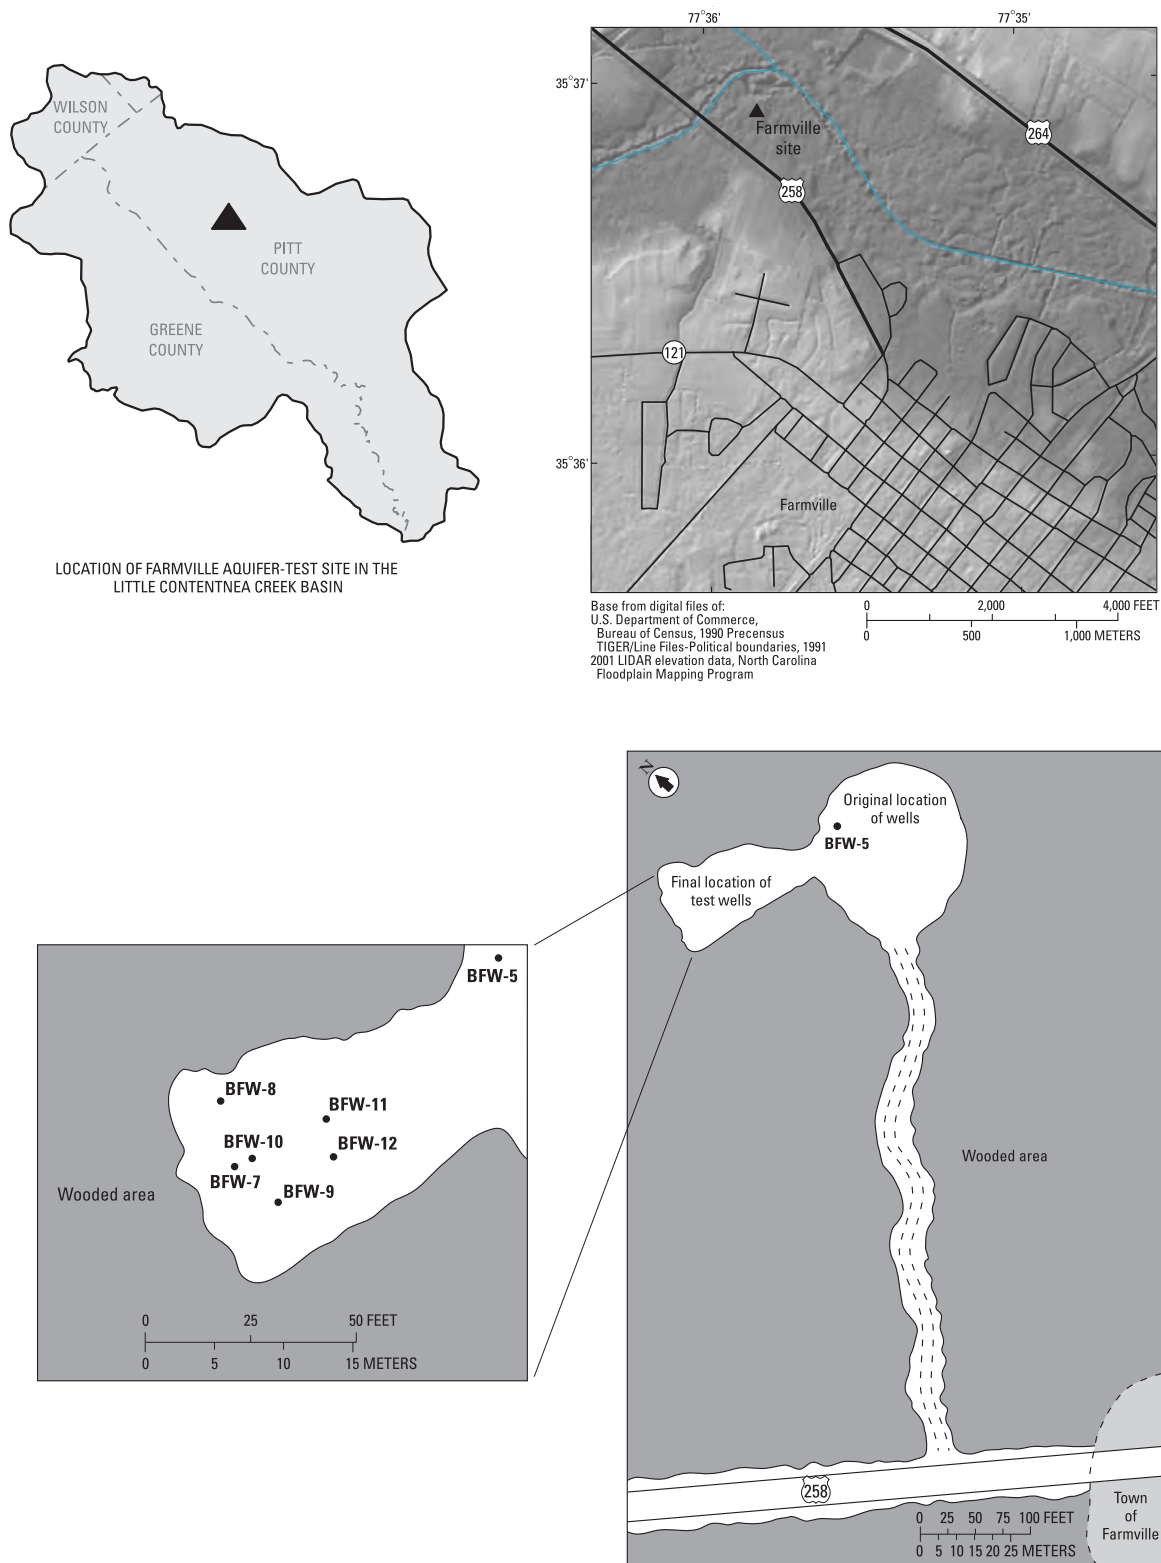 WILSON
COUNTY
PITT
COUNTY
GREENE
COUNTY
LOCATION OF FARMVILLE AQUIFER-TEST SITE IN THE
LITTLE CONTENTNEA CREEK BASIN
77°36'
77°35'
35°37'
35°36'
Farmville
site
264
258
121
Farmville
Base from digital files of:
U.S. Department of Commerce,
Bureau of Census, 1990 Precensus
TIGER/Line Files-Political boundaries, 1991
2001 LIDAR elevation data, North Carolina
Floodplain Mapping Program
0 2,000 4,000 FEET
0 500 1,000 METERS
BFW-5
BFW-8
BFW-11
BFW-10
BFW-12
BFW-7
BFW-9
Wooded area
0 25 50 FEET
0 5 10 15 METERS
N
Original location
of wells
BFW-5
Final location of
test wells
Wooded area
258
Town
of
Farmville
0 25 50 75 100 FEET
0 5 10 15 20 25 METERS